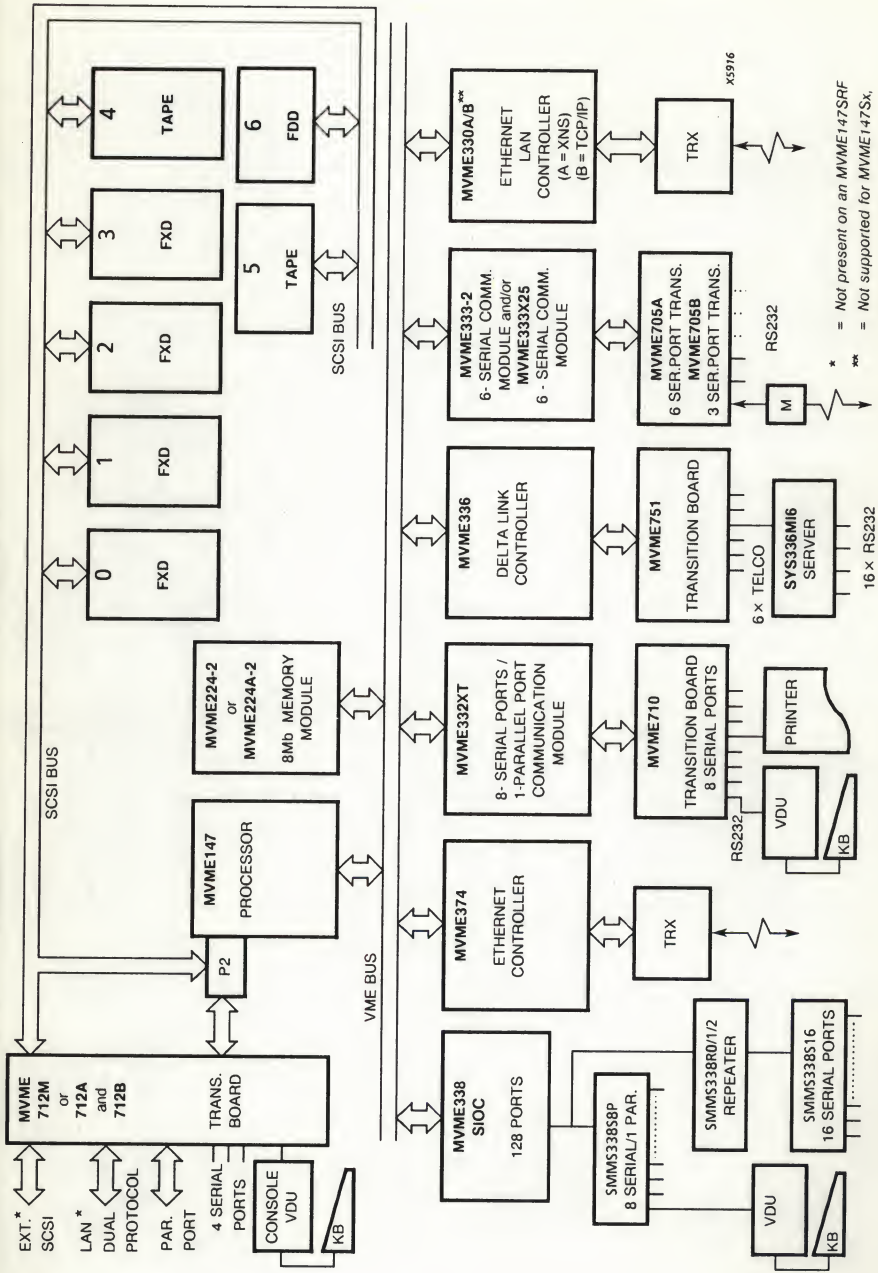 EXT.*
SCSI
LAN*
DUAL
PROTOCOL
PAR.
PORT
4 SERIAL
PORTS
CONSOLE
VDU
KB
MVME
712M
or
712A
and
712B
TRANS.
BOARD
P2
MVME147
PROCESSOR
MVME224-2
or
MVME224A-2
8Mb MEMORY
MODULE
SCSI BUS
0
FXD
1
FXD
2
FXD
3
FXD
4
TAPE
5
TAPE
6
FDD
SCSI BUS
VME BUS
MVME338
SIOC
128 PORTS
SMMS338S8P
8 SERIAL/1 PAR.
VDU
KB
SMMS338R0/1/2
REPEATER
SMMS338S16
16 SERIAL PORTS
MVME374
ETHERNET
CONTROLLER
TRX
MVME332XT
8- SERIAL PORTS /
1-PARALLEL PORT
COMMUNICATION
MODULE
MVME710
TRANSITION BOARD
8 SERIAL PORTS
RS232
VDU
KB
PRINTER
MVME336
DELTA LINK
CONTROLLER
MVME751
TRANSITION BOARD
6 × TELCO
SYS336MI6
SERVER
16 × RS232
MVME333-2
6- SERIAL COMM.
MODULE and/or
MVME333X25
6 - SERIAL COMM.
MODULE
MVME705A
6 SER.PORT TRANS.
MVME705B
3 SER.PORT TRANS.
RS232
M
MVME330A/B**
ETHERNET
LAN
CONTROLLER
(A = XNS)
(B = TCP/IP)
TRX
X5916
* = Not present on an MVME147SRF
** = Not supported for MVME147Sx,